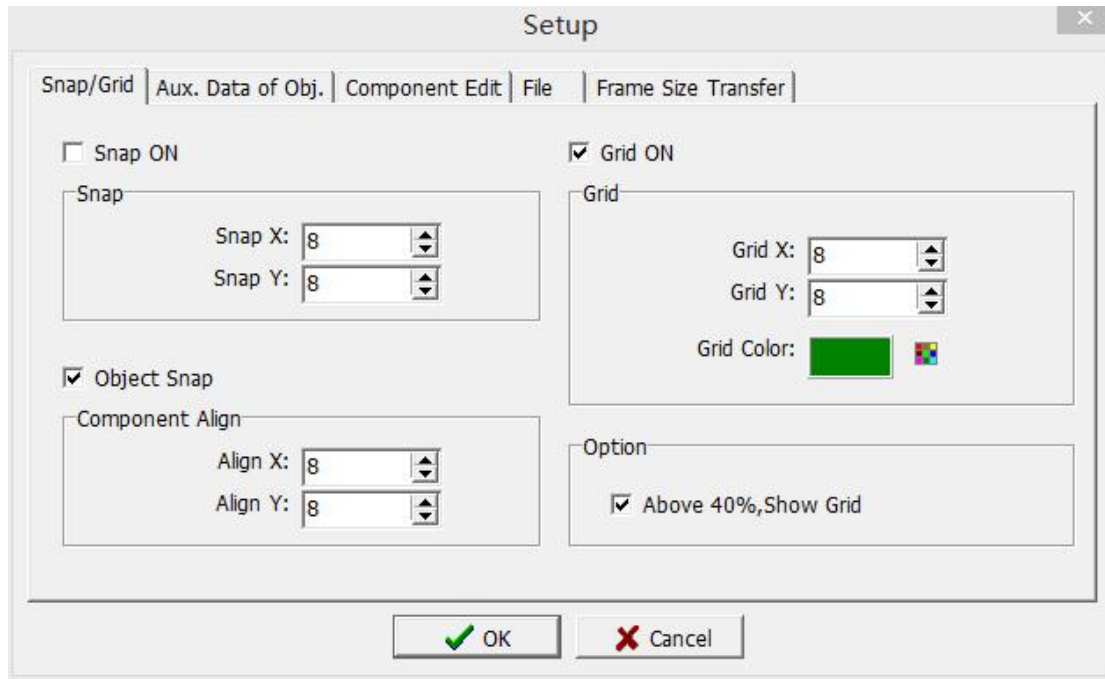 Setup
Snap/Grid
Aux. Data of Obj.
Component Edit
File
Frame Size Transfer
Snap ON
Snap
Snap X: 8
Snap Y: 8
Object Snap
Component Align
Align X: 8
Align Y: 8
Grid ON
Grid
Grid X: 8
Grid Y: 8
Grid Color:
Option
Above 40%,Show Grid
OK
Cancel